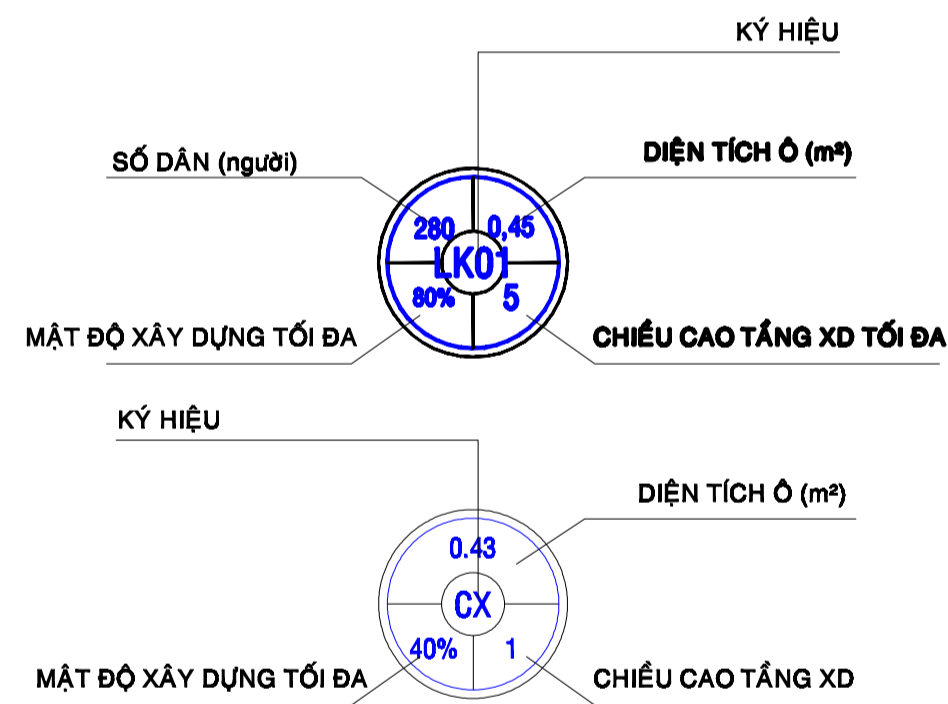 KÝ HIỆU
SỐ DÂN (người)
DIỆN TÍCH Ô (m²)
280
0,45
LK01
80%
5
MẬT ĐỘ XÂY DỰNG TỐI ĐA
CHIỀU CAO TẦNG XD TỐI ĐA
KÝ HIỆU
DIỆN TÍCH Ô (m²)
0.43
CX
40%
1
MẬT ĐỘ XÂY DỰNG TỐI ĐA
CHIỀU CAO TẦNG XD